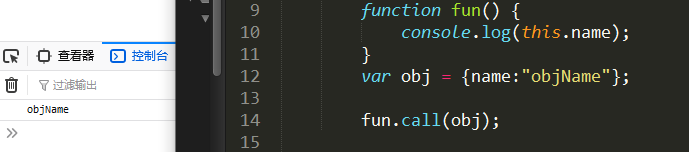 查看器 控制台
过滤输出
objName
>>
9 function fun() {
10 console.log(this.name);
11 }
12 var obj = {name:"objName"};
13
14 fun.call(obj);
15